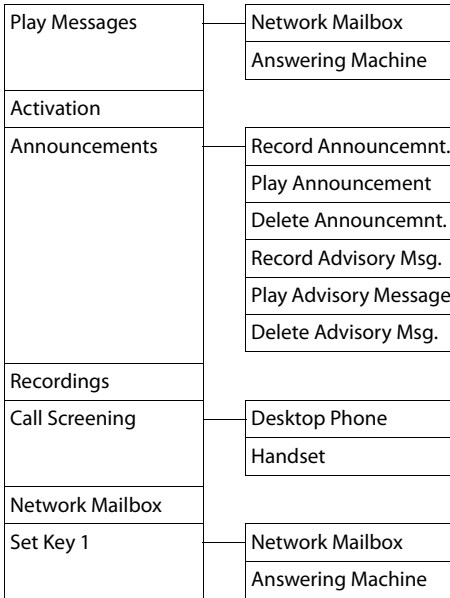 Play Messages
Network Mailbox
Answering Machine
Activation
Announcements
Record Announcemnt.
Play Announcement
Delete Announcemnt.
Record Advisory Msg.
Play Advisory Message
Delete Advisory Msg.
Recordings
Call Screening
Desktop Phone
Handset
Network Mailbox
Set Key 1
Network Mailbox
Answering Machine